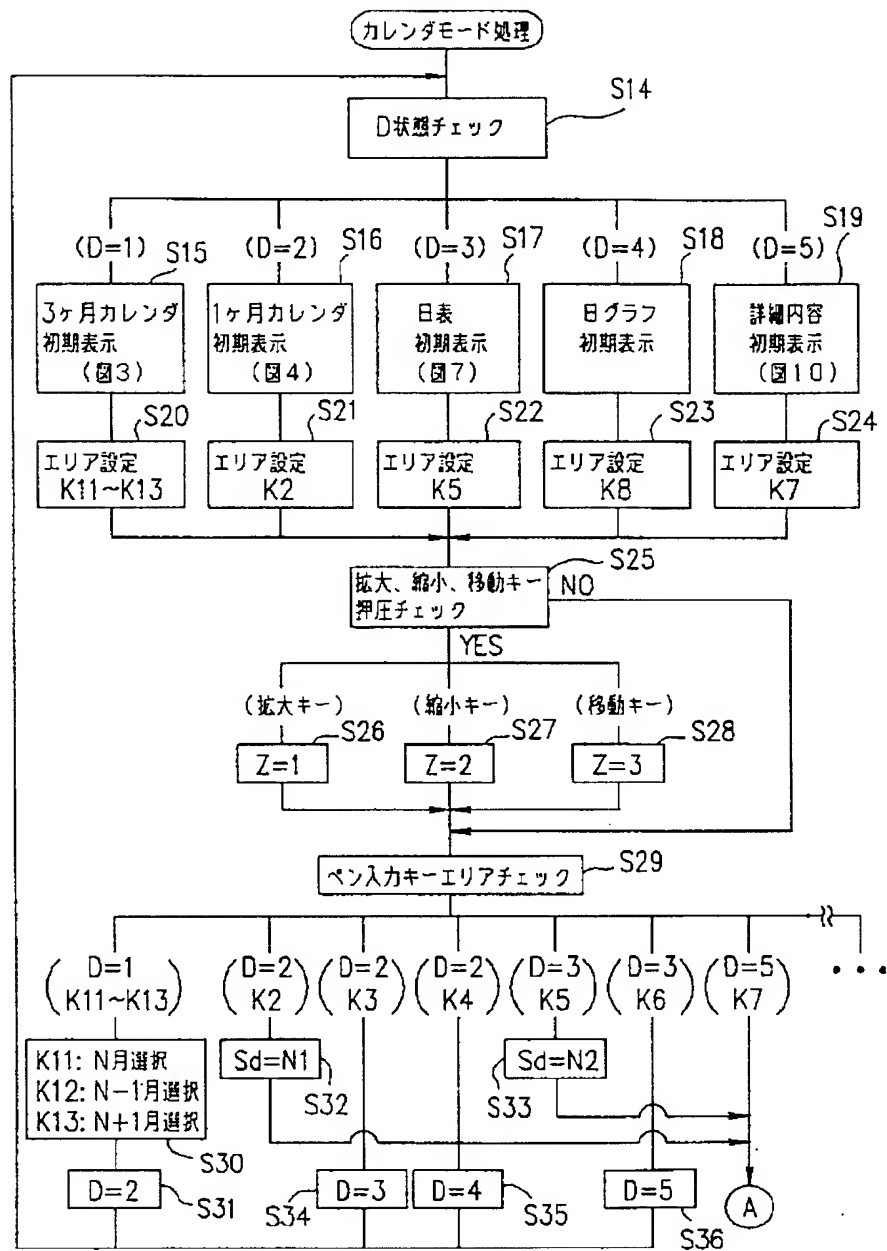 カレンダモード処理
S14
D状態チェック
(D=1)
S15
(D=2)
S16
(D=3)
S17
(D=4)
S18
(D=5)
S19
3ヶ月カレンダ
初期表示
(図3)
1ヶ月カレンダ
初期表示
(図4)
日表
初期表示
(図7)
日グラフ
初期表示
詳細内容
初期表示
(図10)
S20
S21
S22
S23
S24
エリア設定
K11~K13
エリア設定
K2
エリア設定
K5
エリア設定
K8
エリア設定
K7
S25
拡大、縮小、移動キー
押圧チェック
NO
YES
(拡大キー)
(縮小キー)
(移動キー)
S26
S27
S28
Z=1
Z=2
Z=3
S29
ペン入力キーエリアチェック
(D=1
K11~K13)
(D=2
K2)
(D=2
K3)
(D=2
K4)
(D=3
K5)
(D=3
K6)
(D=5
K7)
•••
K11: N月選択
K12: N-1月選択
K13: N+1月選択
S30
Sd=N1
S32
Sd=N2
S33
D=2
S31
D=3
S34
D=4
S35
D=5
S36
A